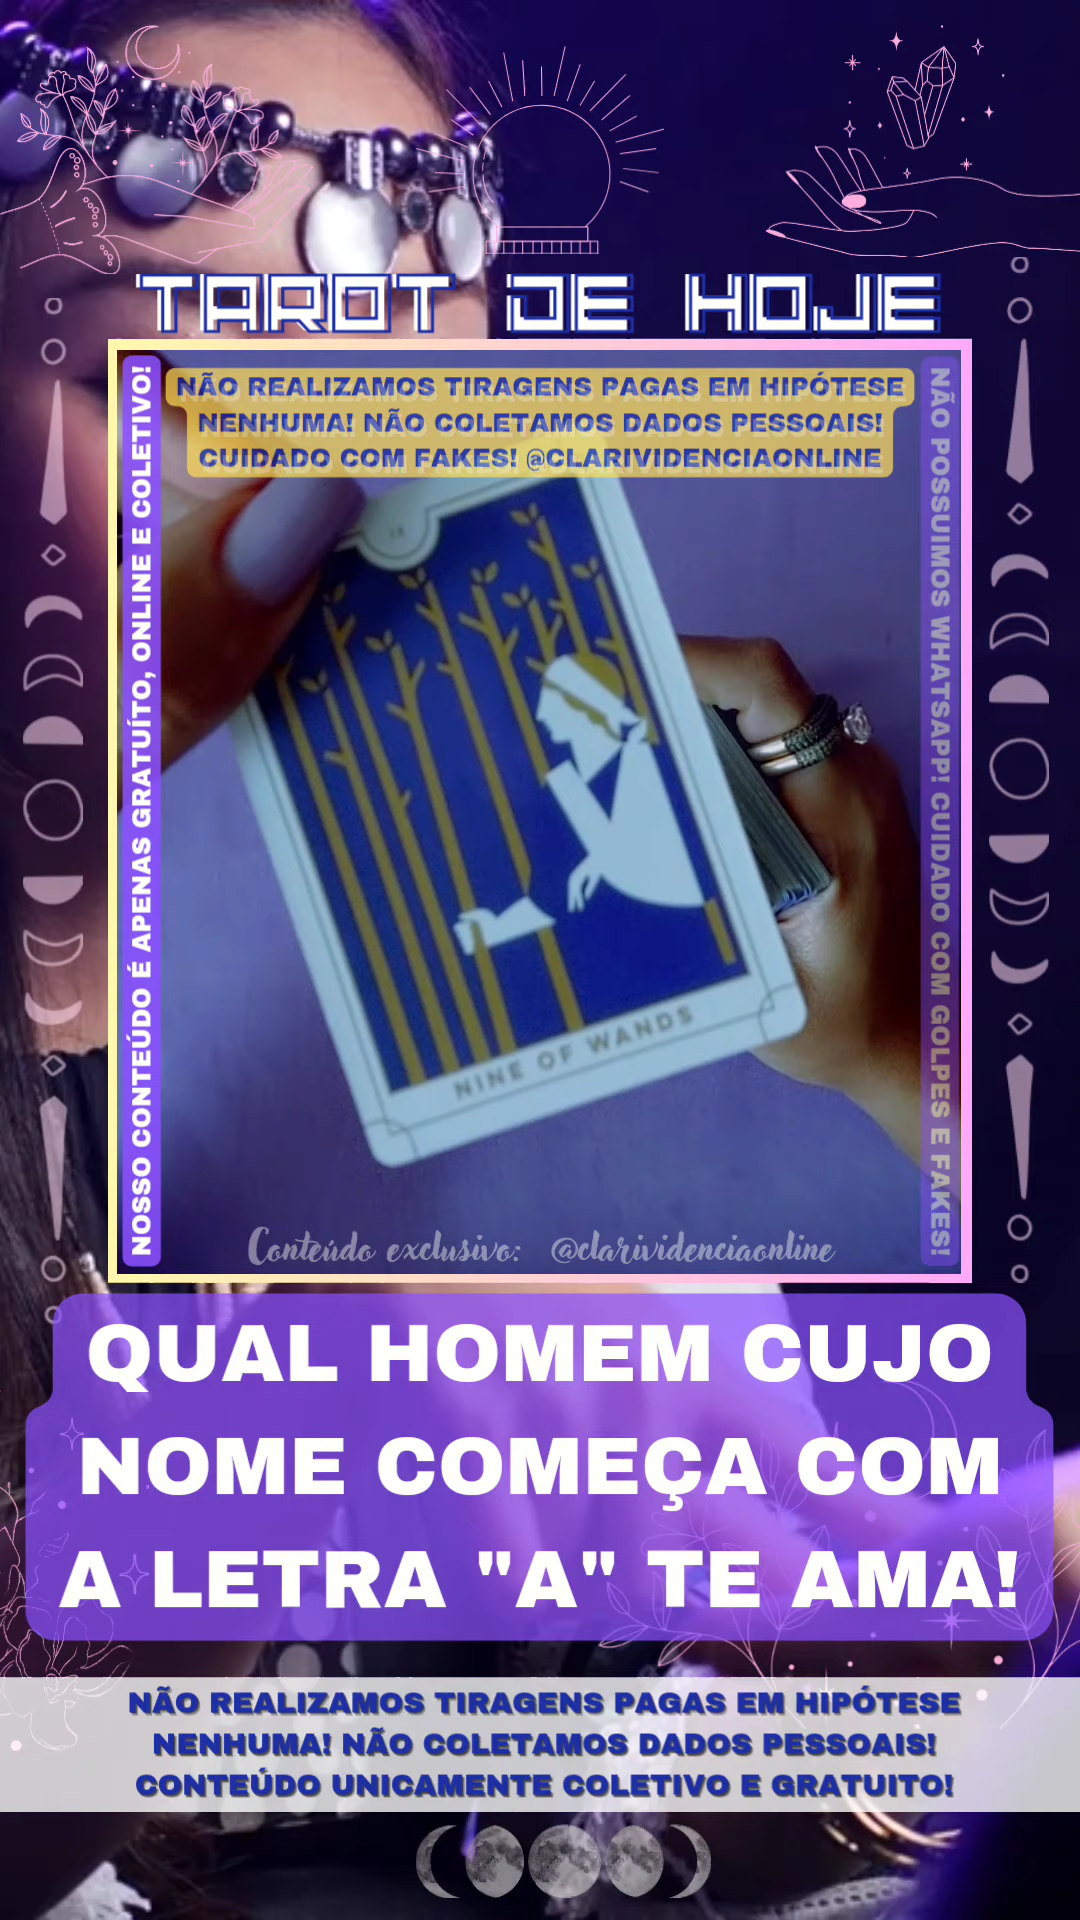 TAROT DE HOJE
NÃO REALIZAMOS TIRAGENS PAGAS EM HIPÓTESE
NENHUMA! NÃO COLETAMOS DADOS PESSOAIS!
CUIDADO COM FAKES! @CLARIVIDENCIAONLINE
NOSSO CONTEÚDO É APENAS GRATUÍTO, ONLINE E COLETIVO!
NÃO POSSUIMOS WHATSAPP! CUIDADO COM GOLPES E FAKES!
NINE OF WANDS
Conteúdo exclusivo: @clarividenciaonline
QUAL HOMEM CUJO
NOME COMEÇA COM
A LETRA "A" TE AMA!
NÃO REALIZAMOS TIRAGENS PAGAS EM HIPÓTESE
NENHUMA! NÃO COLETAMOS DADOS PESSOAIS!
CONTEÚDO UNICAMENTE COLETIVO E GRATUITO!